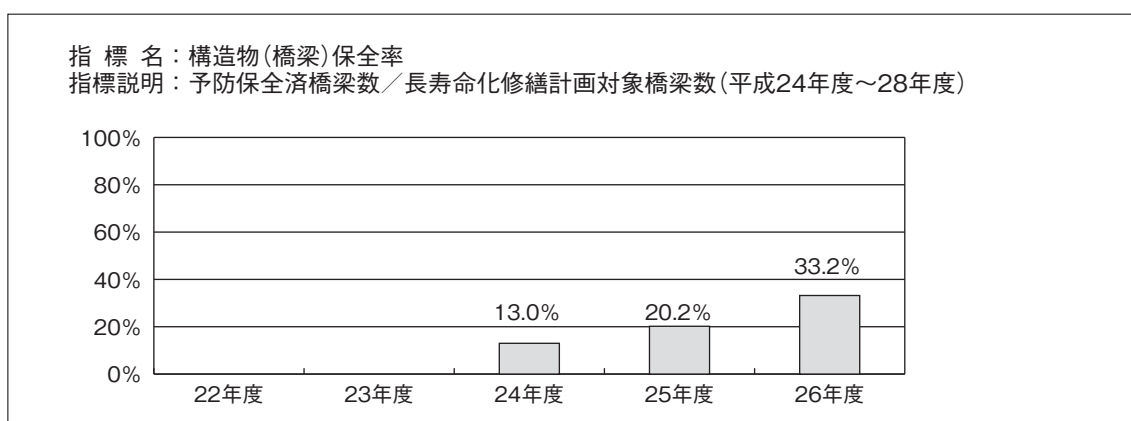 指標名：構造物（橋梁）保全率
指標説明：予防保全済橋梁数／長寿命化修繕計画対象橋梁数（平成24年度～28年度）
100%
80%
60%
40%
20%
0%
13.0%
20.2%
33.2%
22年度
23年度
24年度
25年度
26年度